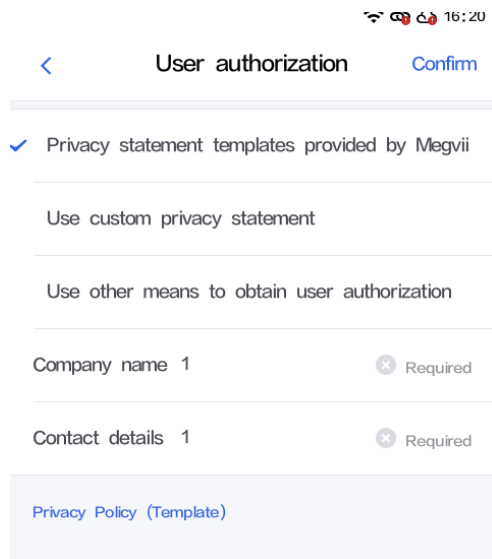 16:20
User authorization Confirm
Privacy statement templates provided by Megvii
Use custom privacy statement
Use other means to obtain user authorization
Company name 1 Required
Contact details 1 Required
Privacy Policy (Template)